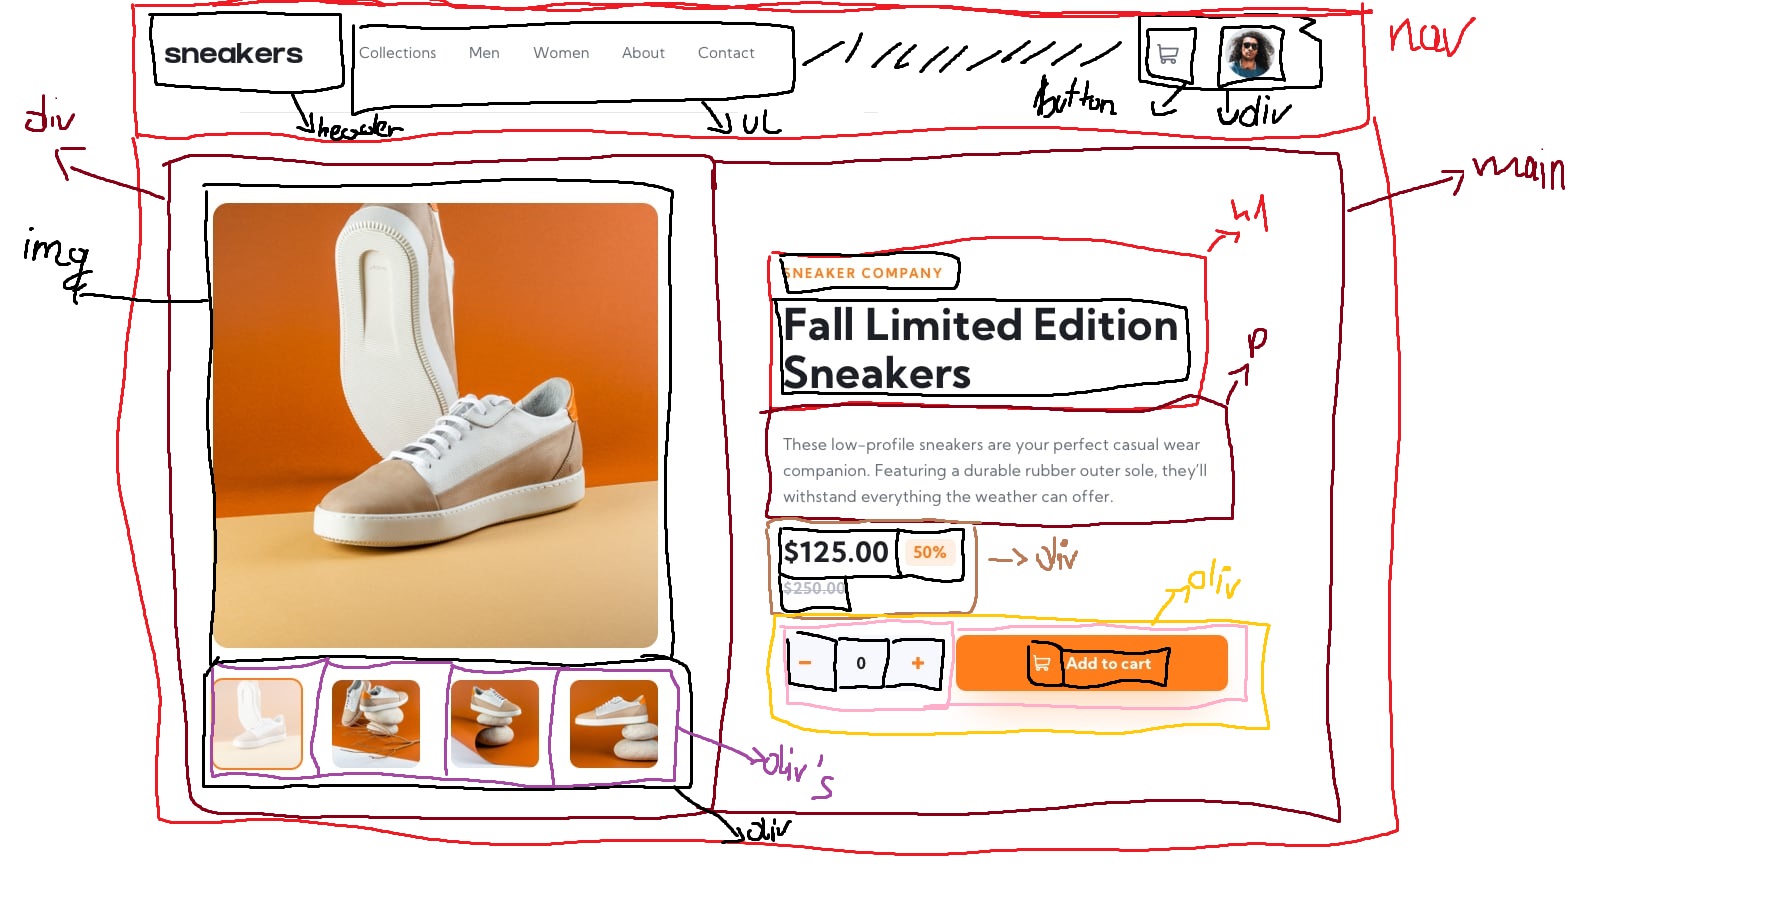 nav
sneakers
Collections Men Women About Contact
button
div
header
UL
div
main
img
h1
SNEAKER COMPANY
Fall Limited Edition
Sneakers
p
These low-profile sneakers are your perfect casual wear
companion. Featuring a durable rubber outer sole, they'll
withstand everything the weather can offer.
$125.00 50%
div
$250.00
div
0
Add to cart
div's
div